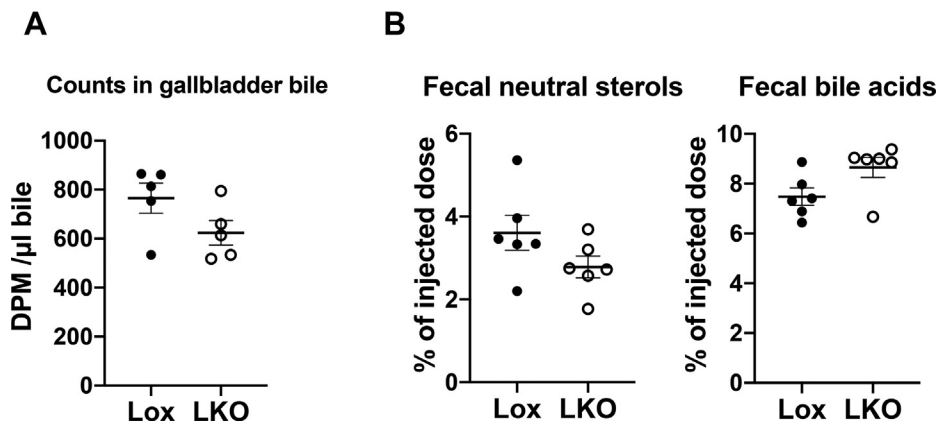 A
B
Counts in gallbladder bile
Fecal neutral sterols
Fecal bile acids
DPM /μl bile
1000
800
600
400
200
0
Lox LKO
% of injected dose
6
4
2
0
Lox LKO
% of injected dose
10
8
6
4
2
0
Lox LKO